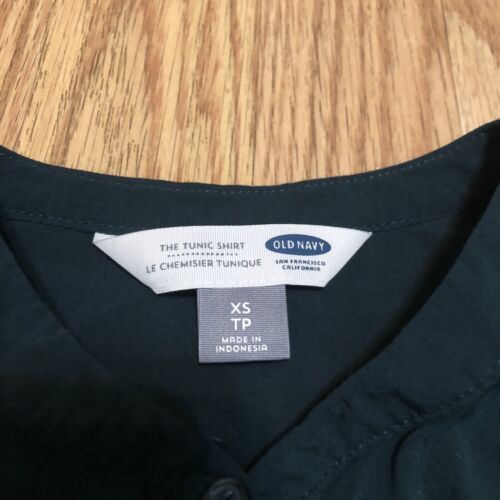 THE TUNIC SHIRT
LE CHEMISIER TUNIQUE
OLD NAVY
SAN FRANCISCO
CALIFORNIA
XS
TP
MADE IN
INDONESIA